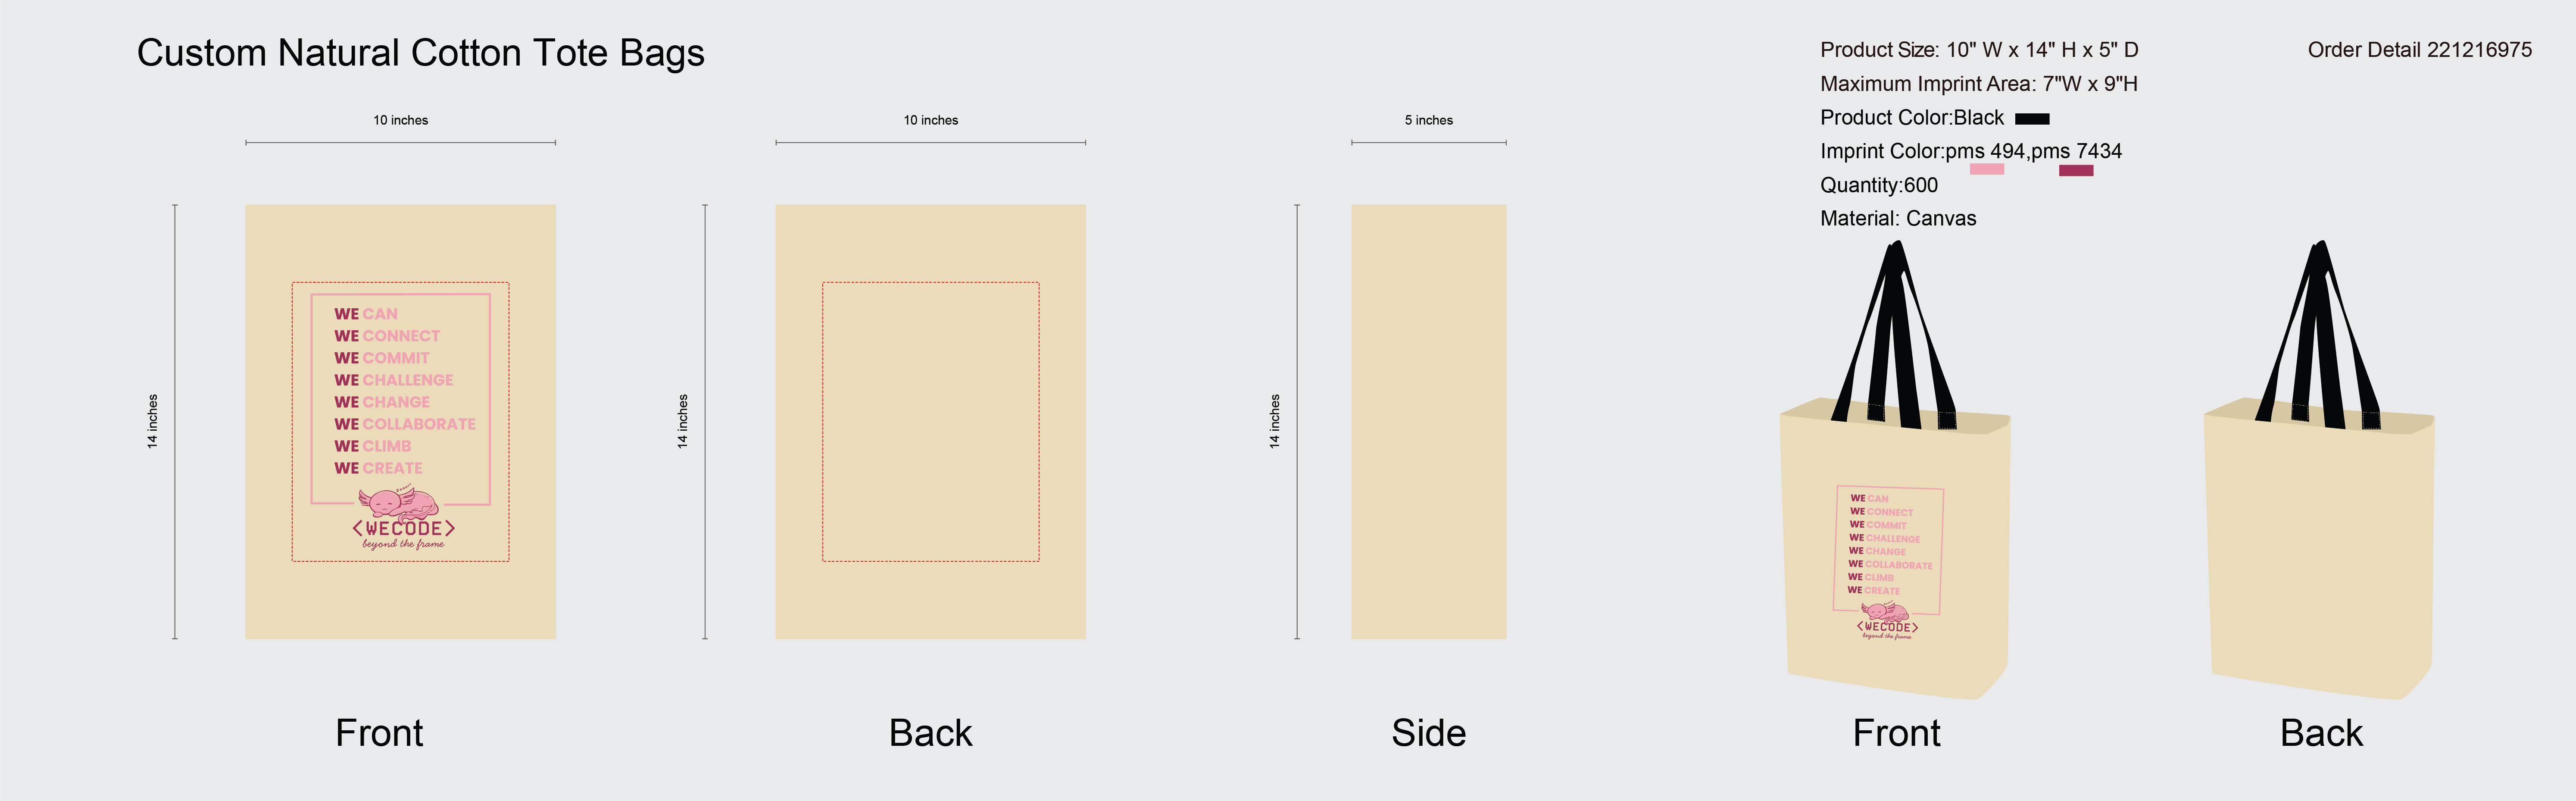 Custom Natural Cotton Tote Bags
Product Size: 10" W x 14" H x 5" D
Maximum Imprint Area: 7"W x 9"H
Product Color:Black
Imprint Color:pms 494,pms 7434
Quantity:600
Material: Canvas
Order Detail 221216975
10 inches
10 inches
5 inches
14 inches
14 inches
14 inches
WE CAN
WE CONNECT
WE COMMIT
WE CHALLENGE
WE CHANGE
WE COLLABORATE
WE CLIMB
WE CREATE
<WECODE>
beyond the frame
WE CAN
WE CONNECT
WE COMMIT
WE CHALLENGE
WE CHANGE
WE COLLABORATE
WE CLIMB
WE CREATE
<WECODE>
beyond the frame
Front
Back
Side
Front
Back